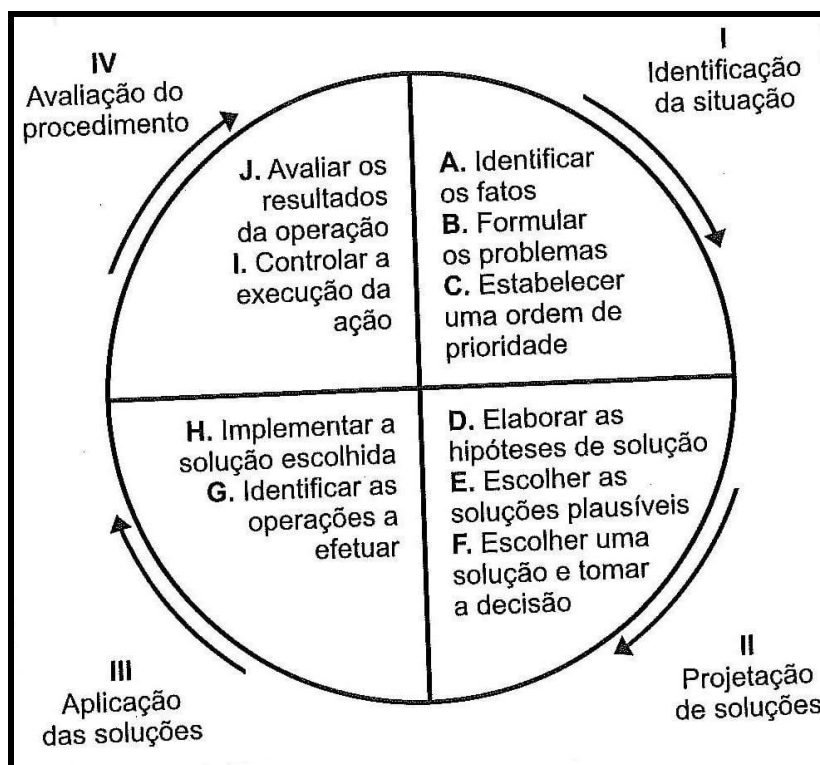 I
Identificação
da situação
A. Identificar
os fatos
B. Formular
os problemas
C. Estabelecer
uma ordem de
prioridade
II
Projetação
de soluções
D. Elaborar as
hipóteses de solução
E. Escolher as
soluções plausíveis
F. Escolher uma
solução e tomar
a decisão
III
Aplicação
das soluções
H. Implementar a
solução escolhida
G. Identificar as
operações a
efetuar
IV
Avaliação do
procedimento
J. Avaliar os
resultados
da operação
I. Controlar a
execução da
ação